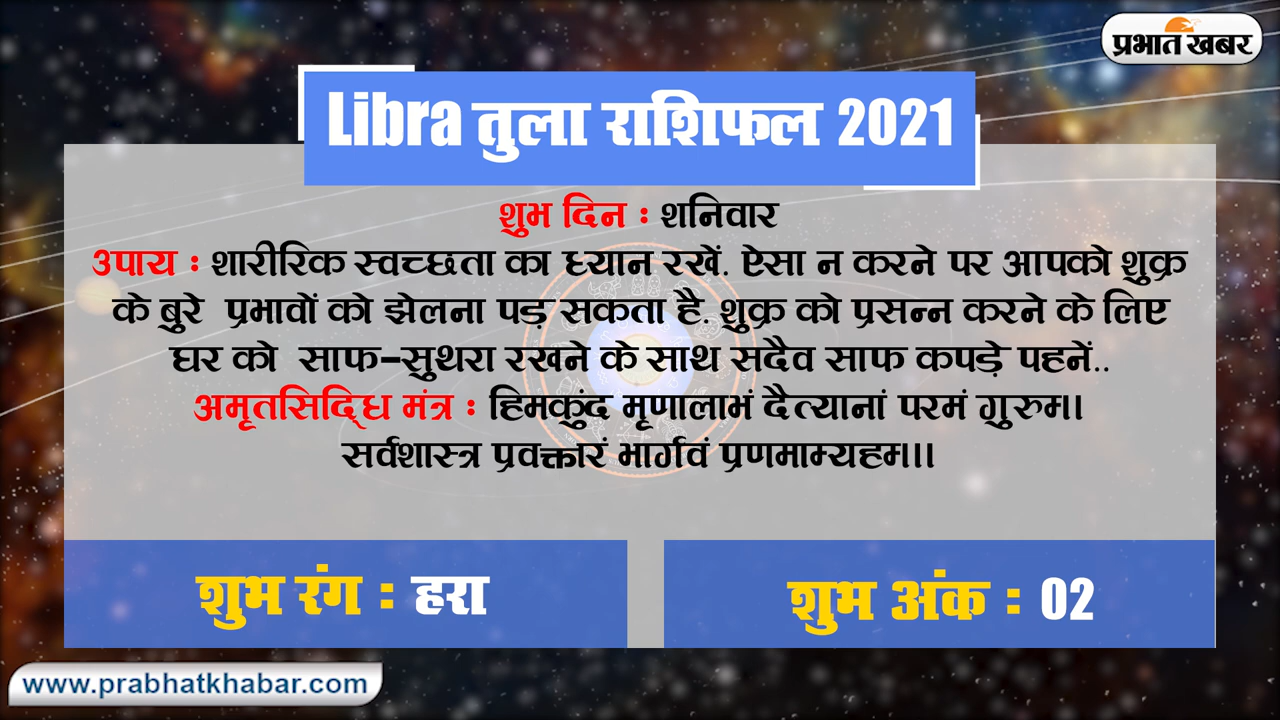 प्रभात खबर
Libra तुला राशिफल 2021
शुभ दिन : शनिवार
उपाय : शारीरिक स्वच्छता का ध्यान रखें. ऐसा न करने पर आपको शुक्र
के बुरे प्रभावों को झेलना पड़ सकता है. शुक्र को प्रसन्न करने के लिए
घर को साफ-सुथरा रखने के साथ सदैव साफ कपड़े पहनें..
अमृतसिद्धि मंत्र : हिमकुंद मृणालाभं दैत्यानां परमं गुरुम।।
सर्वशास्त्र प्रवक्तारं भार्गवं प्रणमाम्यहम।।।
शुभ रंग : हरा
शुभ अंक : 02
www.prabhatkhabar.com